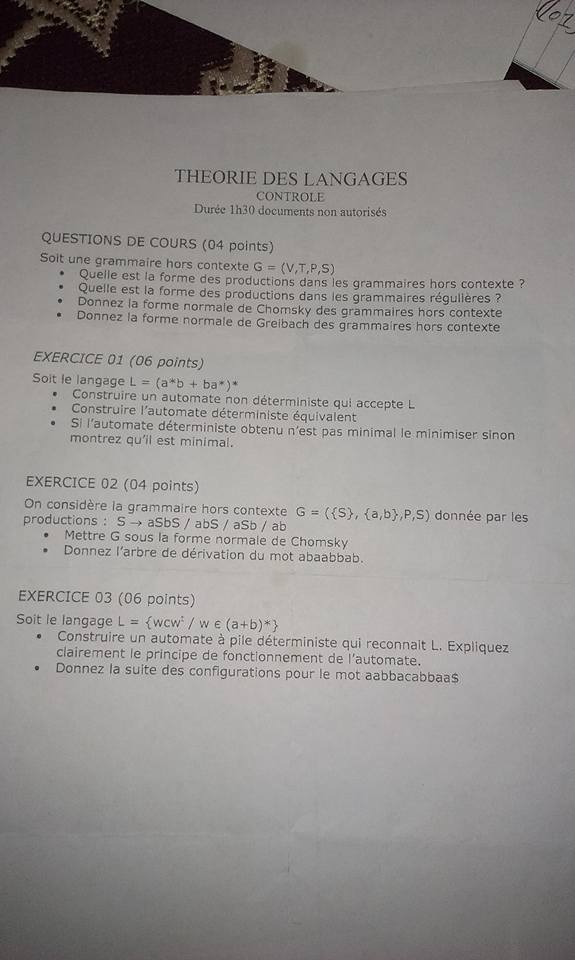 THEORIE DES LANGAGES
CONTROLE
Durée 1h30 documents non autorisés
QUESTIONS DE COURS (04 points)
Soit une grammaire hors contexte G = (V,T,P,S)
• Quelle est la forme des productions dans les grammaires hors contexte ?
• Quelle est la forme des productions dans les grammaires régulières ?
• Donnez la forme normale de Chomsky des grammaires hors contexte
• Donnez la forme normale de Greibach des grammaires hors contexte
EXERCICE 01 (06 points)
Soit le langage L = (a*b + ba*)*
• Construire un automate non déterministe qui accepte L
• Construire l'automate déterministe équivalent
• Si l'automate déterministe obtenu n'est pas minimal le minimiser sinon
montrez qu'il est minimal.
EXERCICE 02 (04 points)
On considère la grammaire hors contexte G = ({S}, {a,b},P,S) donnée par les
productions : S → aSbS / abS / aSb / ab
• Mettre G sous la forme normale de Chomsky
• Donnez l'arbre de dérivation du mot abaabbab.
EXERCICE 03 (06 points)
Soit le langage L = {wcw / w ε (a+b)*}
• Construire un automate à pile déterministe qui reconnait L. Expliquez
clairement le principe de fonctionnement de l'automate.
• Donnez la suite des configurations pour le mot aabbacabbaa$